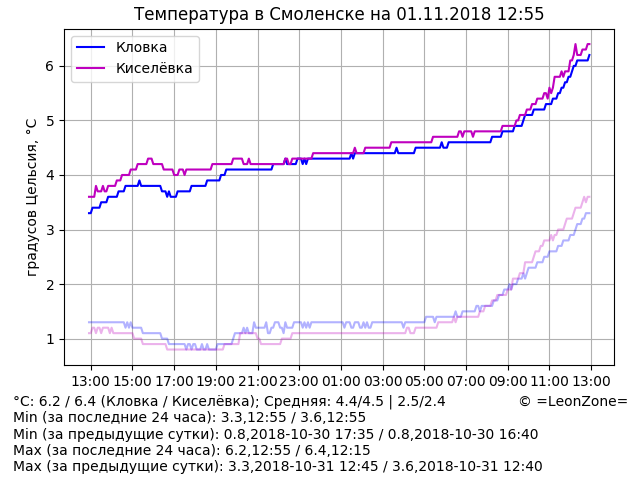 Температура в Смоленске на 01.11.2018 12:55
Кловка
Киселёвка
градусов Цельсия, °C
6
5
4
3
2
1
13:00 15:00 17:00 19:00 21:00 23:00 01:00 03:00 05:00 07:00 09:00 11:00 13:00
°C: 6.2 / 6.4 (Кловка / Киселёвка); Средняя: 4.4/4.5 | 2.5/2.4 © =LeonZone=
Min (за последние 24 часа): 3.3,12:55 / 3.6,12:55
Min (за предыдущие сутки): 0.8,2018-10-30 17:35 / 0.8,2018-10-30 16:40
Max (за последние 24 часа): 6.2,12:55 / 6.4,12:15
Max (за предыдущие сутки): 3.3,2018-10-31 12:45 / 3.6,2018-10-31 12:40